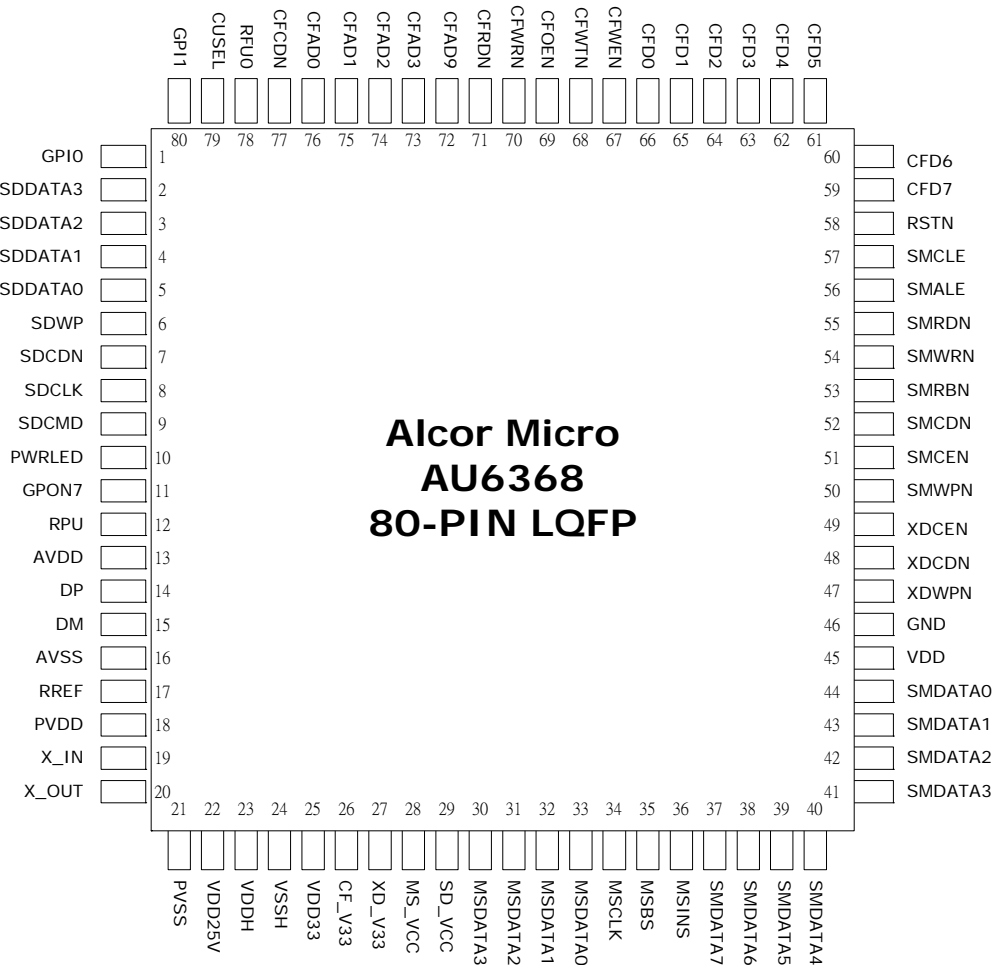 GPI1 CUSEL RFU0 CFCDN CFAD0 CFAD1 CFAD2 CFAD3 CFAD9 CFRDN CFWRN CFOEN CFWTN CFWEN CFD0 CFD1 CFD2 CFD3 CFD4 CFD5
80 79 78 77 76 75 74 73 72 71 70 69 68 67 66 65 64 63 62 61
GPI0 1 60 CFD6
SDDATA3 2 59 CFD7
SDDATA2 3 58 RSTN
SDDATA1 4 57 SMCLE
SDDATA0 5 56 SMALE
SDWP 6 55 SMRDN
SDCDN 7 54 SMWRN
SDCLK 8 53 SMRBN
SDCMD 9 52 SMCDN
PWRLED 10 51 SMCEN
GPON7 11 50 SMWPN
RPU 12 49 XDCEN
AVDD 13 48 XDCDN
DP 14 47 XDWPN
DM 15 46 GND
AVSS 16 45 VDD
RREF 17 44 SMDATA0
PVDD 18 43 SMDATA1
X_IN 19 42 SMDATA2
X_OUT 20 41 SMDATA3
Alcor Micro
AU6368
80-PIN LQFP
21 22 23 24 25 26 27 28 29 30 31 32 33 34 35 36 37 38 39 40
PVSS VDD25V VDDH VSSH VDD33 CF_V33 XD_V33 MS_VCC SD_VCC MSDATA3 MSDATA2 MSDATA1 MSDATA0 MSCLK MSBS MSINS SMDATA7 SMDATA6 SMDATA5 SMDATA4